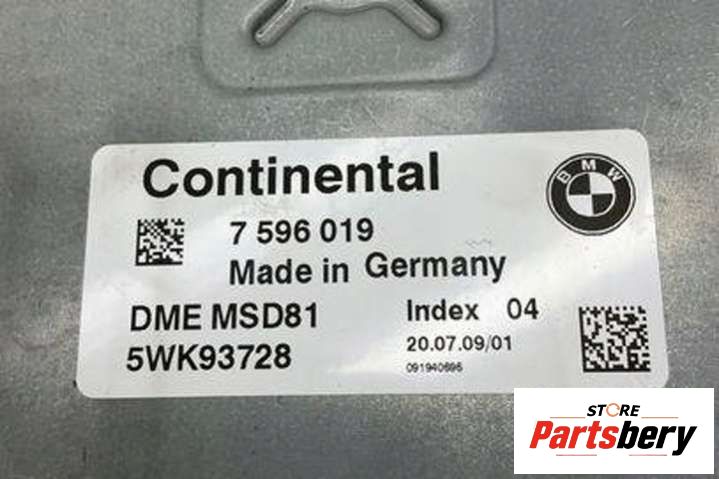 Continental
BMW
7 596 019
Made in Germany
DME MSD81
Index 04
5WK93728
20.07.09/01
091940696
STORE
Partsbery